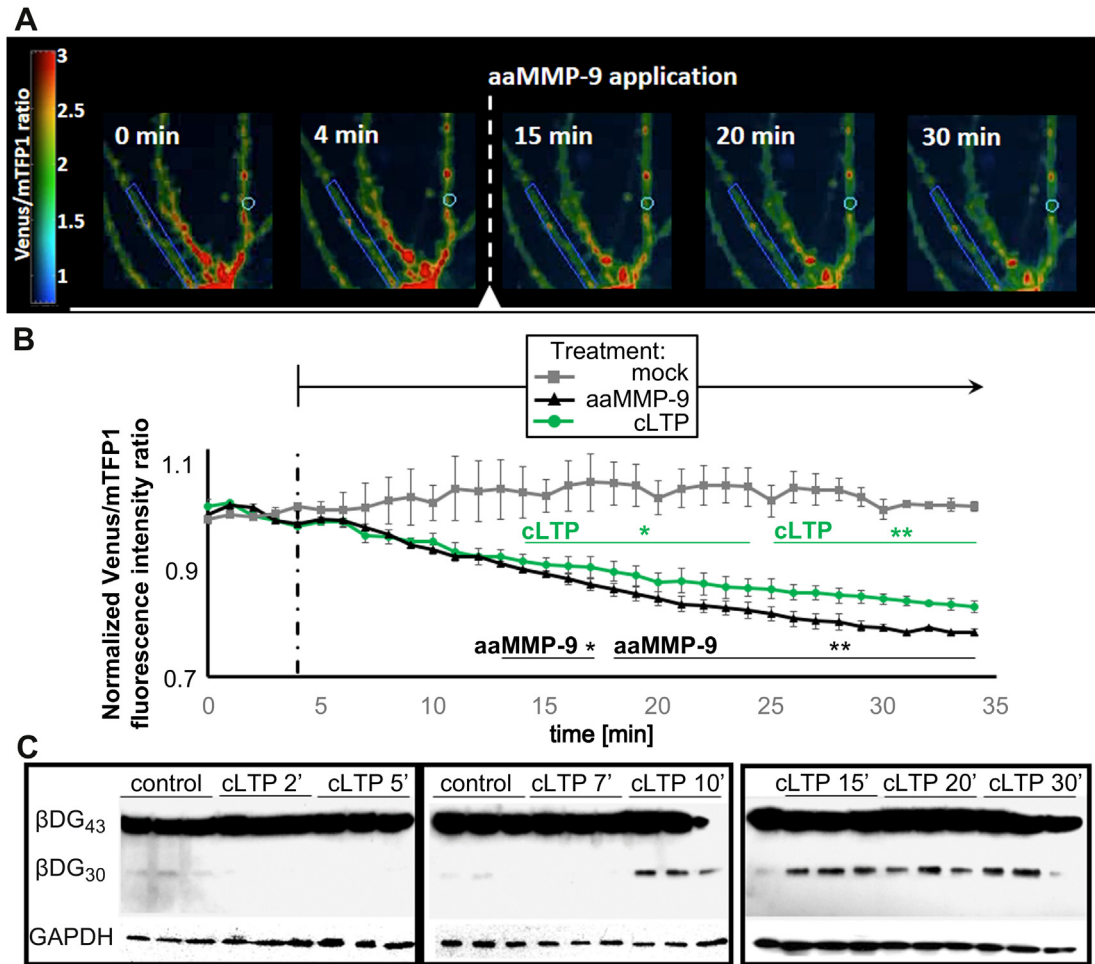 A
Venus/mTFP1 ratio
3
2.5
2
1.5
1
aaMMP-9 application
0 min
4 min
15 min
20 min
30 min
B
Treatment:
mock
aaMMP-9
cLTP
Normalized Venus/mTFP1
fluorescence intensity ratio
1.1
0.9
0.7
cLTP *
cLTP **
aaMMP-9 *
aaMMP-9 **
0 5 10 15 20 25 30 35
time [min]
C
control cLTP 2’ cLTP 5’
control cLTP 7’ cLTP 10’
cLTP 15’ cLTP 20’ cLTP 30’
βDG43
βDG30
GAPDH